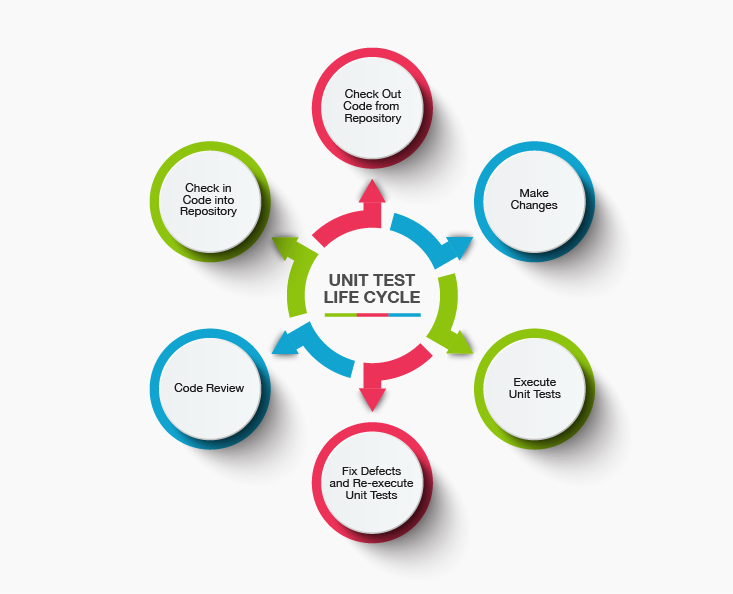 Check Out
Code from
Repository
Make
Changes
Execute
Unit Tests
Fix Defects
and Re-execute
Unit Tests
Code Review
Check in
Code into
Repository
UNIT TEST
LIFE CYCLE